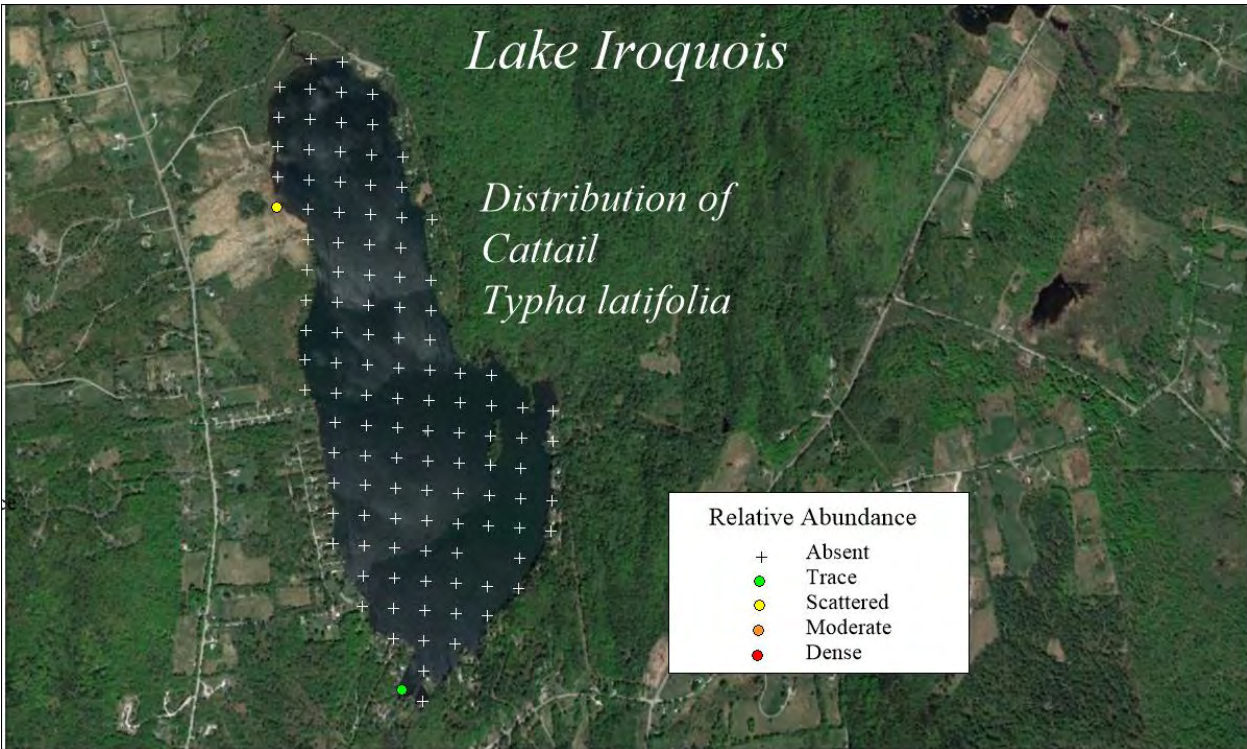 Lake Iroquois
Distribution of
Cattail
Typha latifolia
Relative Abundance
Absent
Trace
Scattered
Moderate
Dense